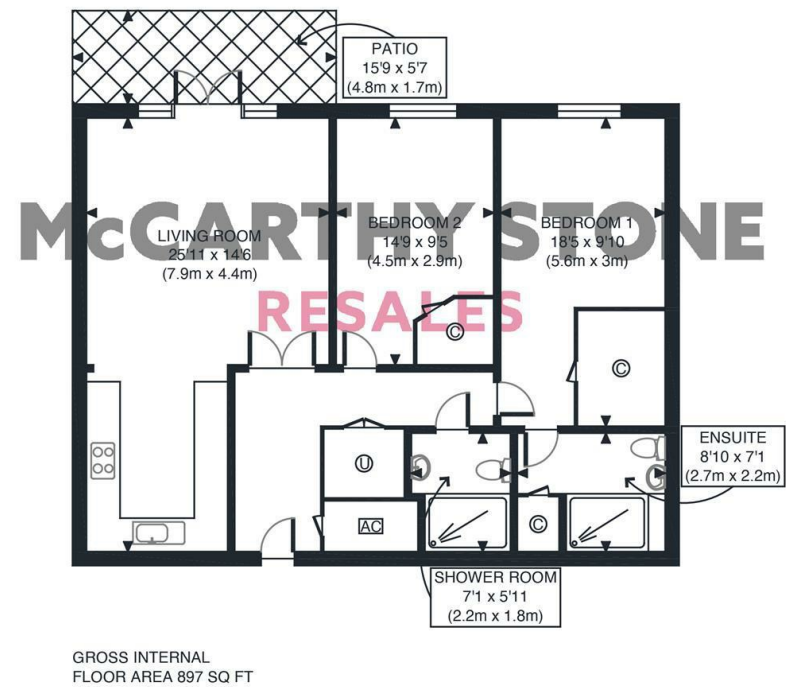 PATIO
15'9 x 5'7
(4.8m x 1.7m)
McCARTHY STONE
RESALES
LIVING ROOM
25'11 x 14'6
(7.9m x 4.4m)
BEDROOM 2
14'9 x 9'5
(4.5m x 2.9m)
BEDROOM 1
18'5 x 9'10
(5.6m x 3m)
C
C
U
AC
C
ENSUITE
8'10 x 7'1
(2.7m x 2.2m)
SHOWER ROOM
7'1 x 5'11
(2.2m x 1.8m)
GROSS INTERNAL
FLOOR AREA 897 SQ FT